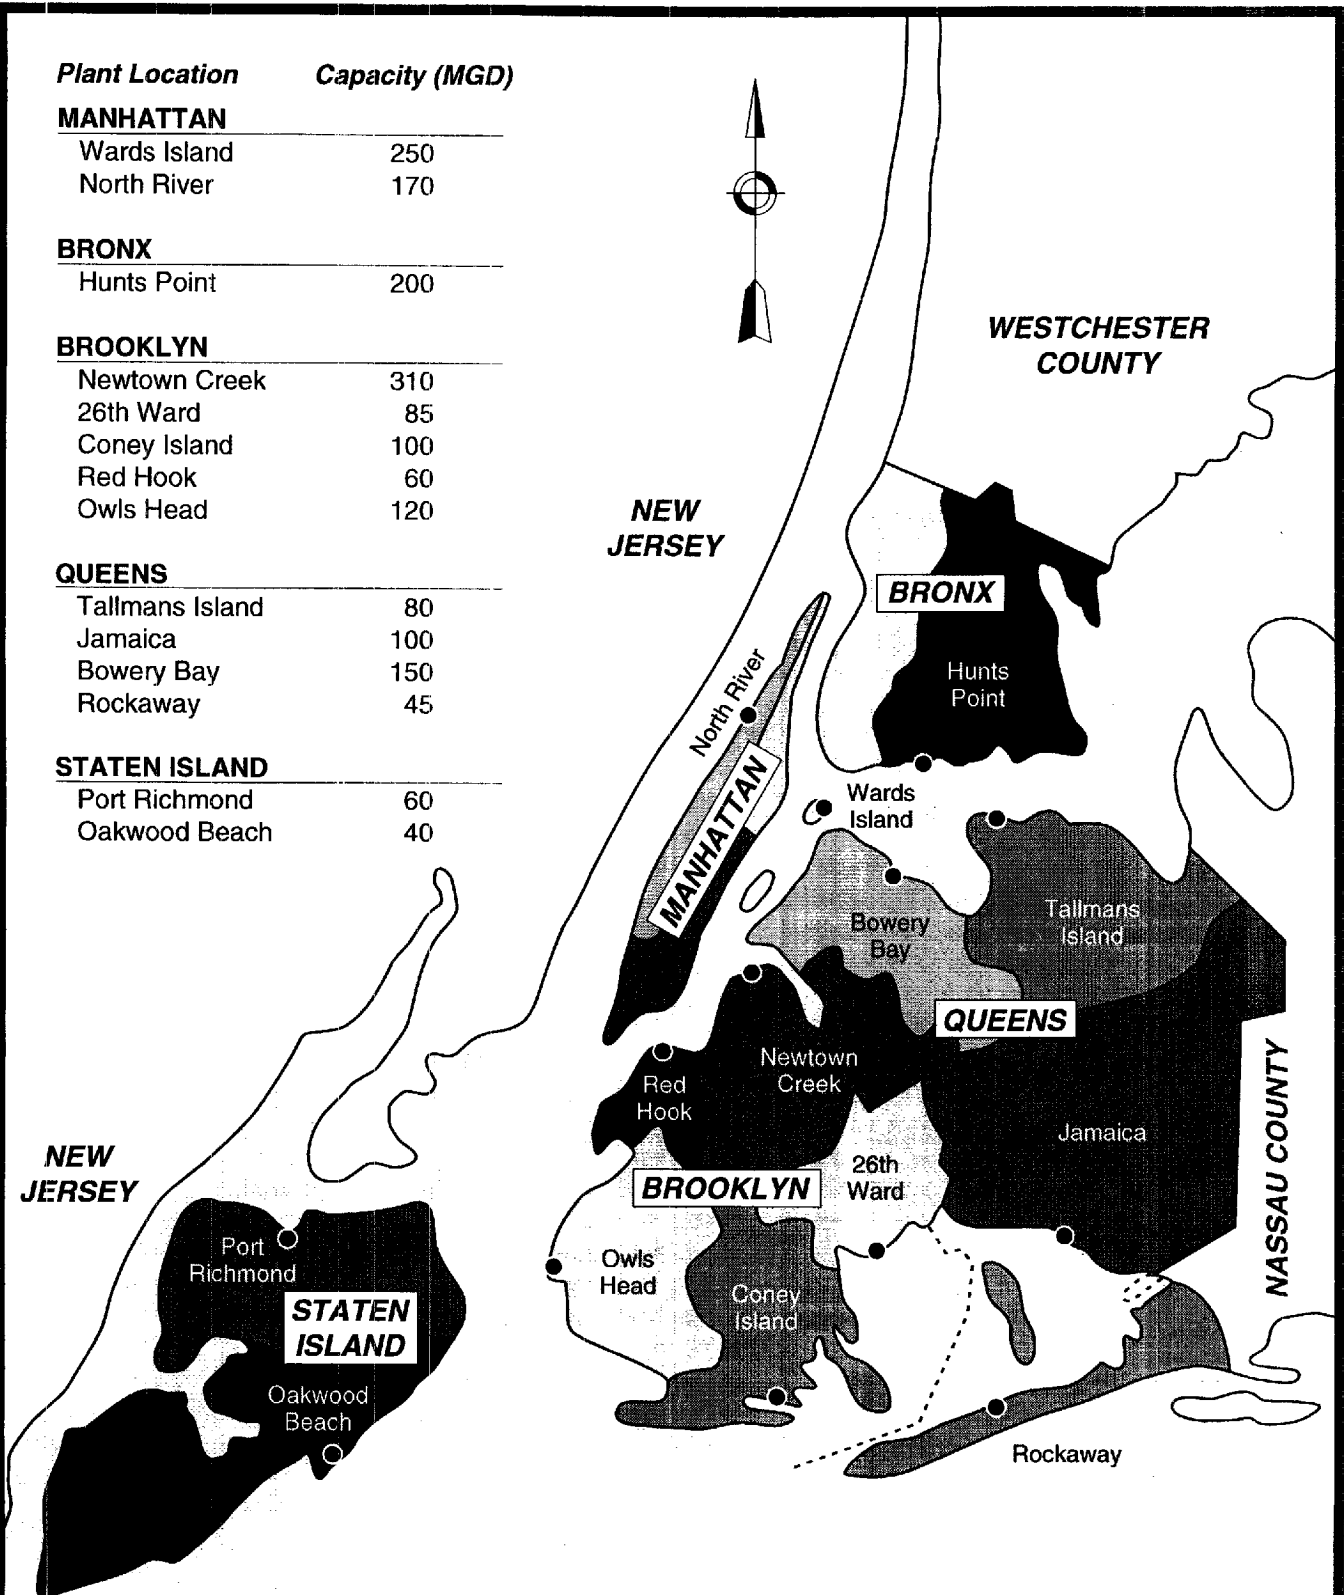 Plant Location Capacity (MGD)
MANHATTAN
Wards Island 250
North River 170
BRONX
Hunts Point 200
BROOKLYN
Newtown Creek 310
26th Ward 85
Coney Island 100
Red Hook 60
Owls Head 120
QUEENS
Tallmans Island 80
Jamaica 100
Bowery Bay 150
Rockaway 45
STATEN ISLAND
Port Richmond 60
Oakwood Beach 40
WESTCHESTER
COUNTY
NEW
JERSEY
BRONX
Hunts
Point
North River
MANHATTAN
Wards
Island
Bowery
Bay
Tallmans
Island
QUEENS
Newtown
Creek
Red
Hook
Jamaica
NASSAU COUNTY
NEW
JERSEY
BROOKLYN
26th
Ward
Owls
Head
Coney
Island
Port
Richmond
STATEN
ISLAND
Oakwood
Beach
Rockaway